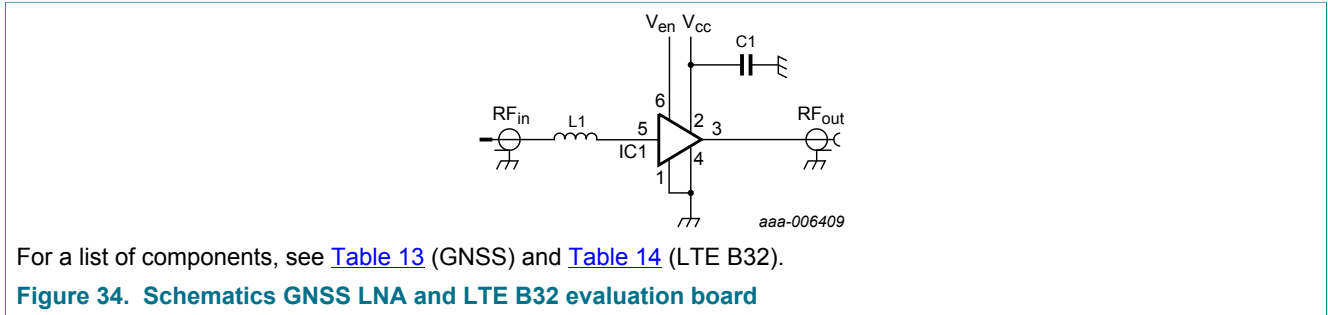 Ven Vcc
C1
RFin
L1
5
6
2
3
RFout
IC1
4
1
aaa-006409
For a list of components, see Table 13 (GNSS) and Table 14 (LTE B32).
Figure 34. Schematics GNSS LNA and LTE B32 evaluation board